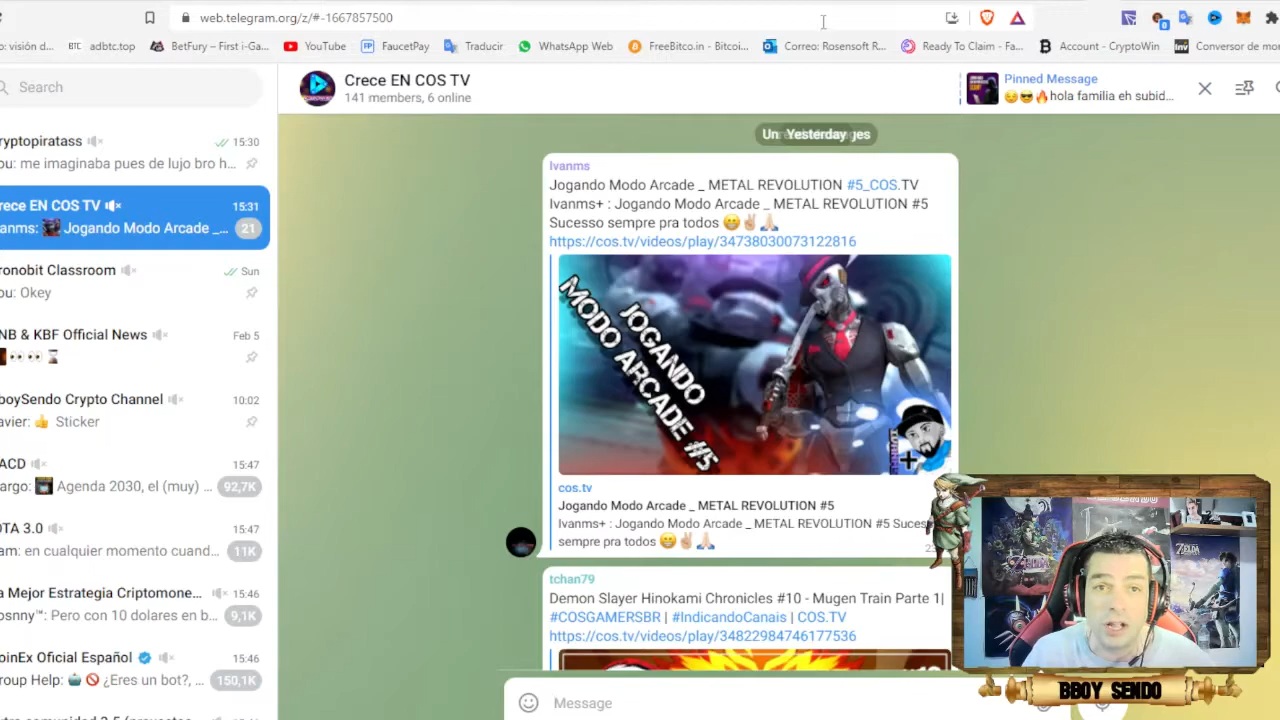 web.telegram.org/z/#-1667857500
o: visión d...
BTC adbtc.top
BetFury – First i-Ga...
YouTube
FP FaucetPay
Traducir
WhatsApp Web
FreeBitco.in - Bitcoi...
Correo: Rosensoft R...
Ready To Claim - Fa...
Account - CryptoWin
Inv Conversor de mon
Search
Crece EN COS TV
141 members, 6 online
Pinned Message
hola familia eh subid...
ryptopiratass
15:30
ou: me imaginaba pues de lujo bro h...
rece EN COS TV
15:31
anms: Jogando Modo Arcade _...
21
ronobit Classroom
Sun
ou: Okey
NB & KBF Official News
Feb 5
boySendo Crypto Channel
10:02
avier: 👍 Sticker
ACD
15:47
argo: Agenda 2030, el (muy) ...
92,7K
OTA 3.0
15:47
am: en cualquier momento cuand...
11K
a Mejor Estrategia Criptomone...
15:46
osnny™: Pero con 10 dolares en b...
9,1K
oinEx Oficial Español
15:46
roup Help: 🤖 🚫 ¿Eres un bot?, ...
150,1K
Yesterday
Ivanms
Jogando Modo Arcade _ METAL REVOLUTION #5_COS.TV
Ivanms+ : Jogando Modo Arcade _ METAL REVOLUTION #5
Sucesso sempre pra todos 😁✌🏼🙏🏻
https://cos.tv/videos/play/34738030073122816
JOGANDO
MODO ARCADE #5
cos.tv
Jogando Modo Arcade _ METAL REVOLUTION #5
Ivanms+ : Jogando Modo Arcade _ METAL REVOLUTION #5 Suces
sempre pra todos 😁✌🏼🙏🏻
tchan79
Demon Slayer Hinokami Chronicles #10 - Mugen Train Parte 1|
#COSGAMERSBR | #IndicandoCanais | COS.TV
https://cos.tv/videos/play/34822984746177536
Message
ZELDA
BBOY SENDO